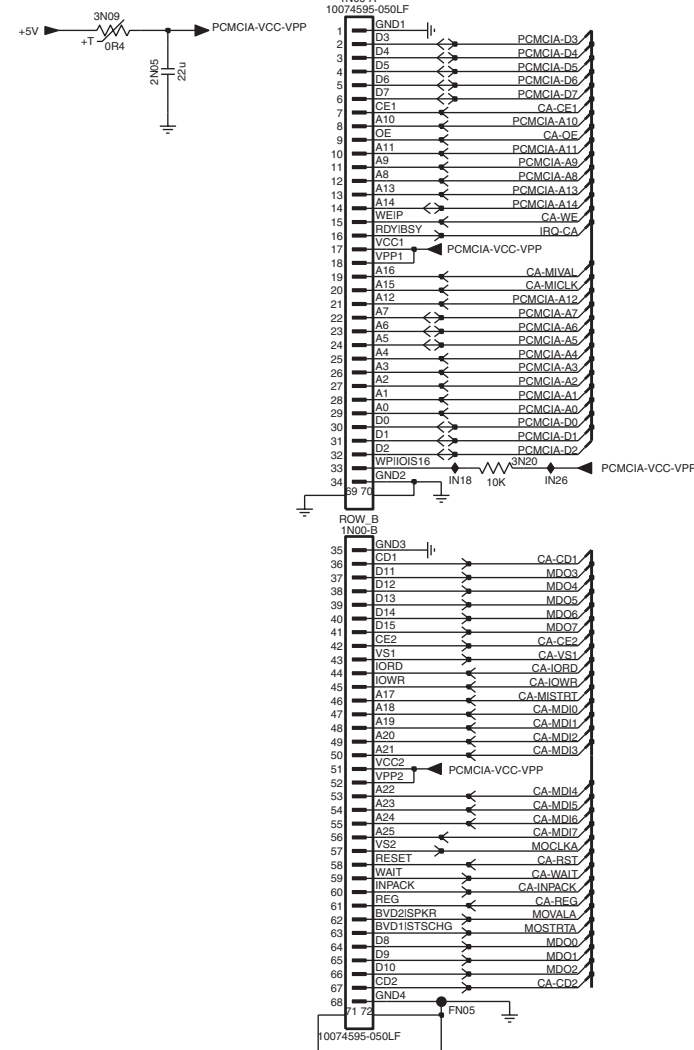 3N09
+5V
+T
0R4
PCMCIA-VCC-VPP
2N05
22u
10074595-050LF
1 GND1
2 D3 PCMCIA-D3
3 D4 PCMCIA-D4
4 D5 PCMCIA-D5
5 D6 PCMCIA-D6
6 D7 PCMCIA-D7
7 CE1 CA-CE1
8 A10 PCMCIA-A10
9 OE CA-OE
10 A11 PCMCIA-A11
11 A9 PCMCIA-A9
12 A8 PCMCIA-A8
13 A13 PCMCIA-A13
14 A14 PCMCIA-A14
15 WE|P CA-WE
16 RDY|BSY IRQ-CA
17 VCC1 PCMCIA-VCC-VPP
18 VPP1
19 A16 CA-MIVAL
20 A15 CA-MICLK
21 A12 PCMCIA-A12
22 A7 PCMCIA-A7
23 A6 PCMCIA-A6
24 A5 PCMCIA-A5
25 A4 PCMCIA-A4
26 A3 PCMCIA-A3
27 A2 PCMCIA-A2
28 A1 PCMCIA-A1
29 A0 PCMCIA-A0
30 D0 PCMCIA-D0
31 D1 PCMCIA-D1
32 D2 PCMCIA-D2
33 WP|IOIS16 IN18 3N20 10K IN26 PCMCIA-VCC-VPP
34 GND2
69 70
ROW_B
1N00-B
35 GND3
36 CD1 CA-CD1
37 D11 MDO3
38 D12 MDO4
39 D13 MDO5
40 D14 MDO6
41 D15 MDO7
42 CE2 CA-CE2
43 VS1 CA-VS1
44 IORD CA-IORD
45 IOWR CA-IOWR
46 A17 CA-MISTRT
47 A18 CA-MDI0
48 A19 CA-MDI1
49 A20 CA-MDI2
50 A21 CA-MDI3
51 VCC2 PCMCIA-VCC-VPP
52 VPP2
53 A22 CA-MDI4
54 A23 CA-MDI5
55 A24 CA-MDI6
56 A25 CA-MDI7
57 VS2 MOCLKA
58 RESET CA-RST
59 WAIT CA-WAIT
60 INPACK CA-INPACK
61 REG CA-REG
62 BVD2|SPKR MOVALA
63 BVD1|STSCHG MOSTRTA
64 D8 MDO0
65 D9 MDO1
66 D10 MDO2
67 CD2 CA-CD2
68 GND4
71 72 FN05
10074595-050LF